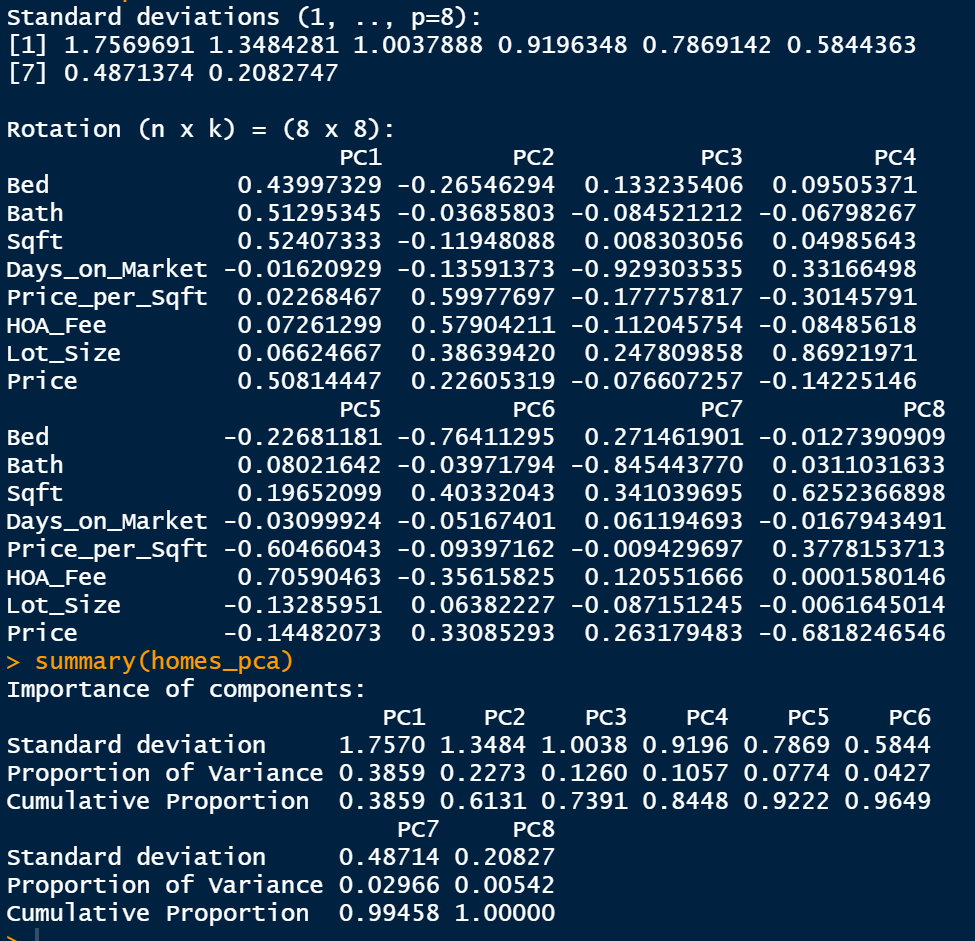 Standard deviations (1, .., p=8):
[1] 1.7569691 1.3484281 1.0037888 0.9196348 0.7869142 0.5844363
[7] 0.4871374 0.2082747

Rotation (n x k) = (8 x 8):
                        PC1         PC2          PC3         PC4
Bed              0.43997329 -0.26546294  0.133235406  0.09505371
Bath             0.51295345 -0.03685803 -0.084521212 -0.06798267
Sqft             0.52407333 -0.11948088  0.008303056  0.04985643
Days_on_Market -0.01620929 -0.13591373 -0.929303535  0.33166498
Price_per_Sqft  0.02268467  0.59977697 -0.177757817 -0.30145791
HOA_Fee          0.07261299  0.57904211 -0.112045754 -0.08485618
Lot_Size         0.06624667  0.38639420  0.247809858  0.86921971
Price            0.50814447  0.22605319 -0.076607257 -0.14225146
                        PC5         PC6          PC7           PC8
Bed             -0.22681181 -0.76411295  0.271461901 -0.0127390909
Bath             0.08021642 -0.03971794 -0.845443770  0.0311031633
Sqft             0.19652099  0.40332043  0.341039695  0.6252366898
Days_on_Market -0.03099924 -0.05167401  0.061194693 -0.0167943491
Price_per_Sqft -0.60466043 -0.09397162 -0.009429697  0.3778153713
HOA_Fee          0.70590463 -0.35615825  0.120551666  0.0001580146
Lot_Size        -0.13285951  0.06382227 -0.087151245 -0.0061645014
Price           -0.14482073  0.33085293  0.263179483 -0.6818246546
> summary(homes_pca)
Importance of components:
                          PC1    PC2    PC3    PC4    PC5    PC6
Standard deviation     1.7570 1.3484 1.0038 0.9196 0.7869 0.5844
Proportion of Variance 0.3859 0.2273 0.1260 0.1057 0.0774 0.0427
Cumulative Proportion  0.3859 0.6131 0.7391 0.8448 0.9222 0.9649
                           PC7     PC8
Standard deviation     0.48714 0.20827
Proportion of Variance 0.02966 0.00542
Cumulative Proportion  0.99458 1.00000
>